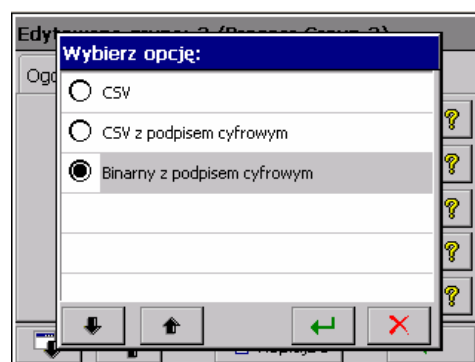 Wybierz opcję:
CSV
CSV z podpisem cyfrowym
Binarny z podpisem cyfrowym